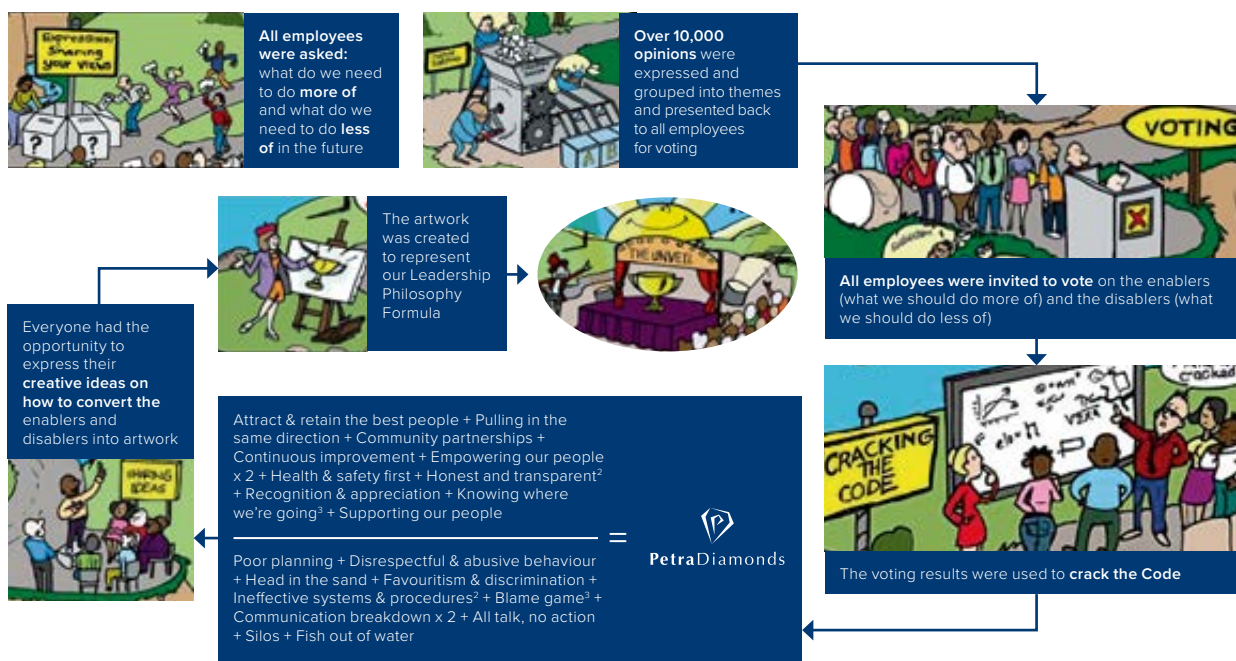 Expression:
Sharing
your views
?
?
All employees
were asked:
what do we need
to do more of
and what do we
need to do less
of in the future
A
B
Over 10,000
opinions were
expressed and
grouped into themes
and presented back
to all employees
for voting
VOTING
X
All employees were invited to vote on the enablers
(what we should do more of) and the disablers (what
we should do less of)
CRACKING
THE
CODE
cracked
The voting results were used to crack the Code
Attract & retain the best people + Pulling in the
same direction + Community partnerships +
Continuous improvement + Empowering our people
x 2 + Health & safety first + Honest and transparent²
+ Recognition & appreciation + Knowing where
we’re going³ + Supporting our people
Poor planning + Disrespectful & abusive behaviour
+ Head in the sand + Favouritism & discrimination +
Ineffective systems & procedures² + Blame game³ +
Communication breakdown x 2 + All talk, no action
+ Silos + Fish out of water
=
PetraDiamonds
Everyone had the
opportunity to
express their
creative ideas on
how to convert the
enablers and
disablers into artwork
SHARING
IDEAS
The artwork
was created
to represent
our Leadership
Philosophy
Formula
THE UNVEIL